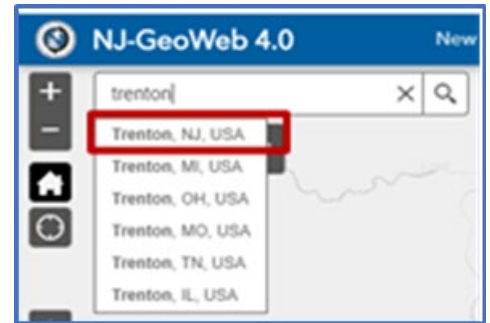 NJ-GeoWeb 4.0 New
trenton
Trenton, NJ, USA
Trenton, MI, USA
Trenton, OH, USA
Trenton, MO, USA
Trenton, TN, USA
Trenton, IL, USA